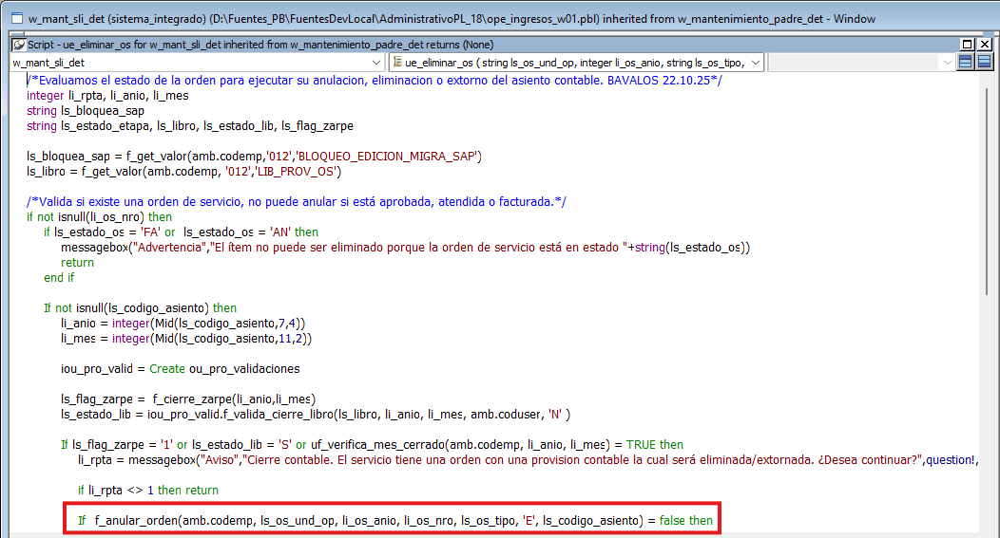 w_mant_sli_det (sistema_integrado) (D:\Fuentes_PB\FuentesDevLocal\AdministrativoPL_18\ope_ingresos_w01.pbl) inherited from w_mantenimiento_padre_det - Window
Script - ue_eliminar_os for w_mant_sli_det inherited from w_mantenimiento_padre_det returns (None)
w_mant_sli_det ue_eliminar_os ( string ls_os_und_op, integer li_os_anio, string ls_os_tipo,
/*Evaluamos el estado de la orden para ejecutar su anulacion, eliminacion o extorno del asiento contable. BAVALOS 22.10.25*/
integer li_rpta, li_anio, li_mes
string ls_bloquea_sap
string ls_estado_etapa, ls_libro, ls_estado_lib, ls_flag_zarpe
ls_bloquea_sap = f_get_valor(amb.codemp,'012','BLOQUEO_EDICION_MIGRA_SAP')
ls_libro = f_get_valor(amb.codemp, '012','LIB_PROV_OS')
/*Valida si existe una orden de servicio, no puede anular si está aprobada, atendida o facturada.*/
if not isnull(li_os_nro) then
if ls_estado_os = 'FA' or ls_estado_os = 'AN' then
messagebox("Advertencia","El ítem no puede ser eliminado porque la orden de servicio está en estado "+string(ls_estado_os))
return
end if
If not isnull(ls_codigo_asiento) then
li_anio = integer(Mid(ls_codigo_asiento,7,4))
li_mes = integer(Mid(ls_codigo_asiento,11,2))
iou_pro_valid = Create ou_pro_validaciones
ls_flag_zarpe = f_cierre_zarpe(li_anio,li_mes)
ls_estado_lib = iou_pro_valid.f_valida_cierre_libro(ls_libro, li_anio, li_mes, amb.coduser, 'N' )
If ls_flag_zarpe = '1' or ls_estado_lib = 'S' or uf_verifica_mes_cerrado(amb.codemp, li_anio, li_mes) = TRUE then
li_rpta = messagebox("Aviso","Cierre contable. El servicio tiene una orden con una provision contable la cual será eliminada/extornada. ¿Desea continuar?",question!,
if li_rpta <> 1 then return
If f_anular_orden(amb.codemp, ls_os_und_op, li_os_anio, li_os_nro, ls_os_tipo, 'E', ls_codigo_asiento) = false then